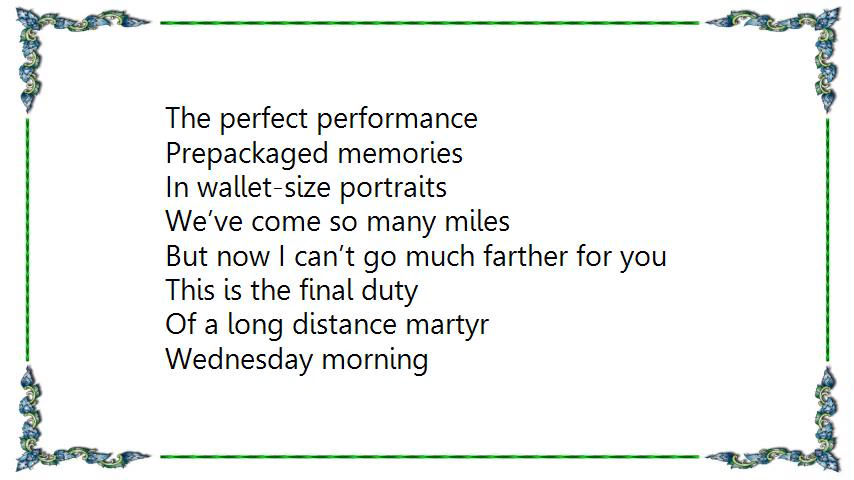 The perfect performance
Prepackaged memories
In wallet-size portraits
We’ve come so many miles
But now I can’t go much farther for you
This is the final duty
Of a long distance martyr
Wednesday morning